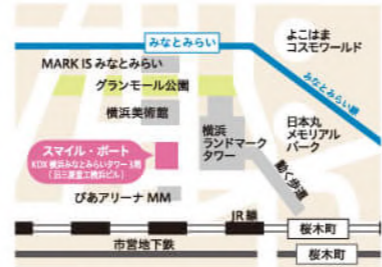 みなとみらい
よこはま
コスモワールド
MARK ISみなとみらい
みなとみらい線
グランモール公園
横浜美術館
横浜
ランドマーク
タワー
日本丸
メモリアル
パーク
スマイル・ポート
KDX 横浜みなとみらいタワー3階
(旧三菱重工横浜ビル)
動く歩道
ぴあアリーナ MM
JR線
桜木町
市営地下鉄
桜木町